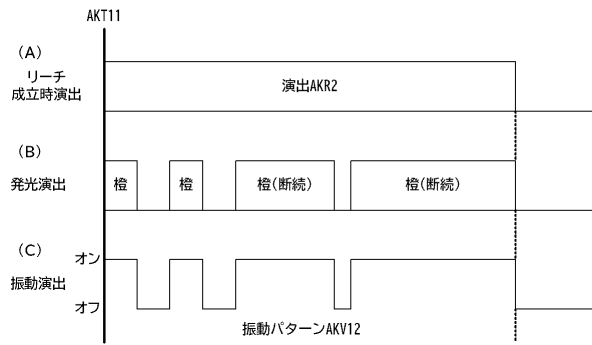 AKT11
(A)
リーチ
成立時演出
演出AKR2
(B)
発光演出
橙
橙
橙(断続)
橙(断続)
(C)
オン
振動演出
オフ
振動パターンAKV12